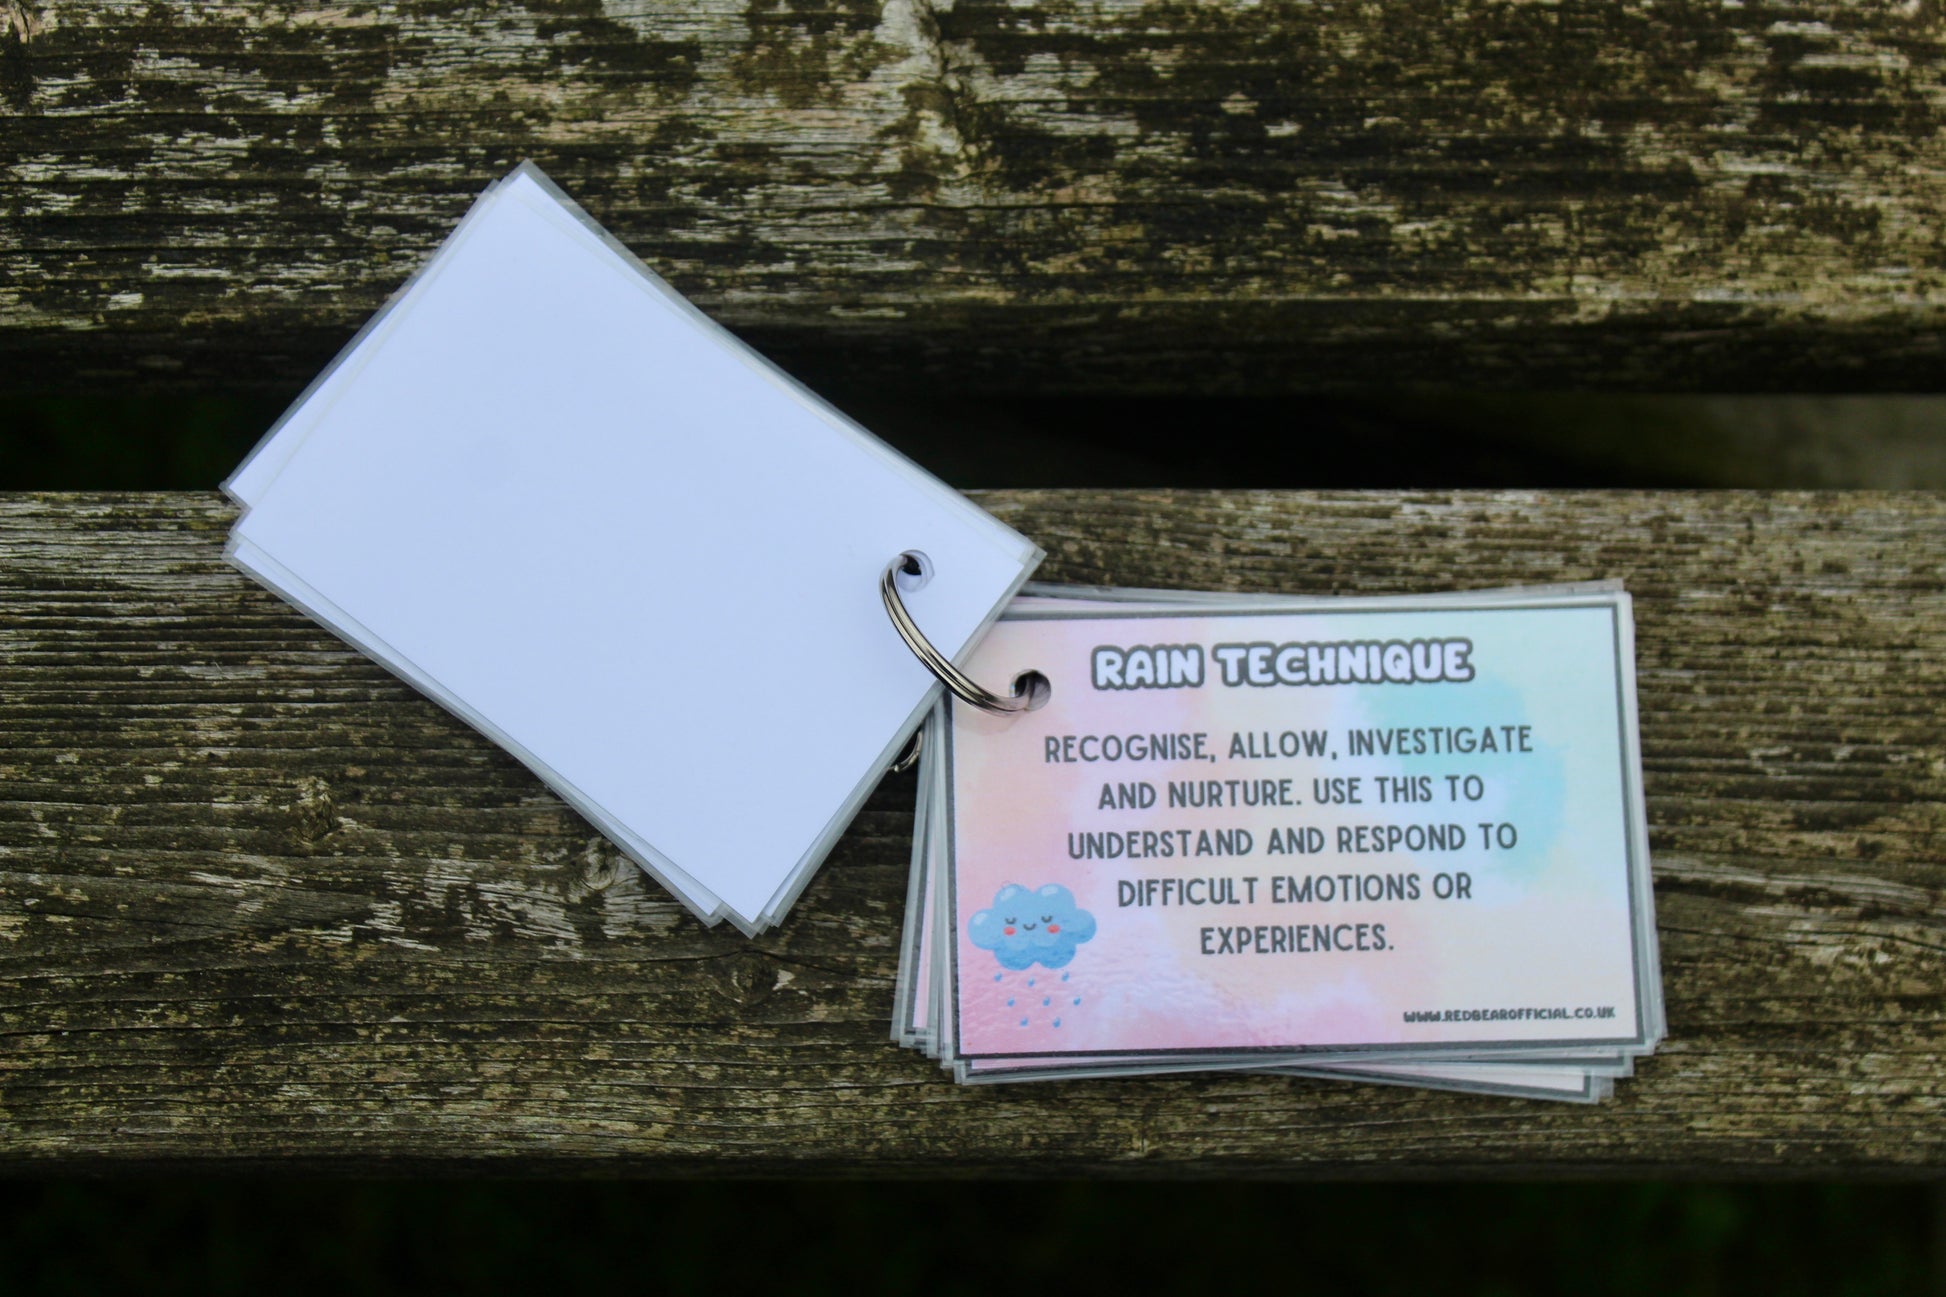 RAIN TECHNIQUE
RECOGNISE, ALLOW, INVESTIGATE
AND NURTURE. USE THIS TO
UNDERSTAND AND RESPOND TO
DIFFICULT EMOTIONS OR
EXPERIENCES.
WWW.REDBEAROFFICIAL.CO.UK